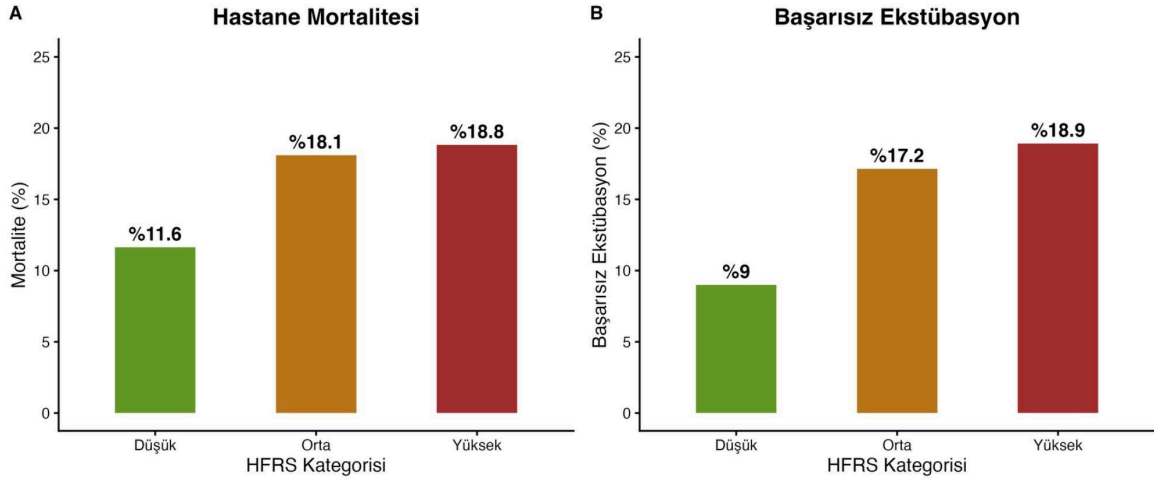 A
Hastane Mortalitesi
Mortalite (%)
25
20
15
10
5
0
%11.6
%18.1
%18.8
Düşük
Orta
Yüksek
HFRS Kategorisi
B
Başarısız Ekstübasyon
Başarısız Ekstübasyon (%)
25
20
15
10
5
0
%9
%17.2
%18.9
Düşük
Orta
Yüksek
HFRS Kategorisi